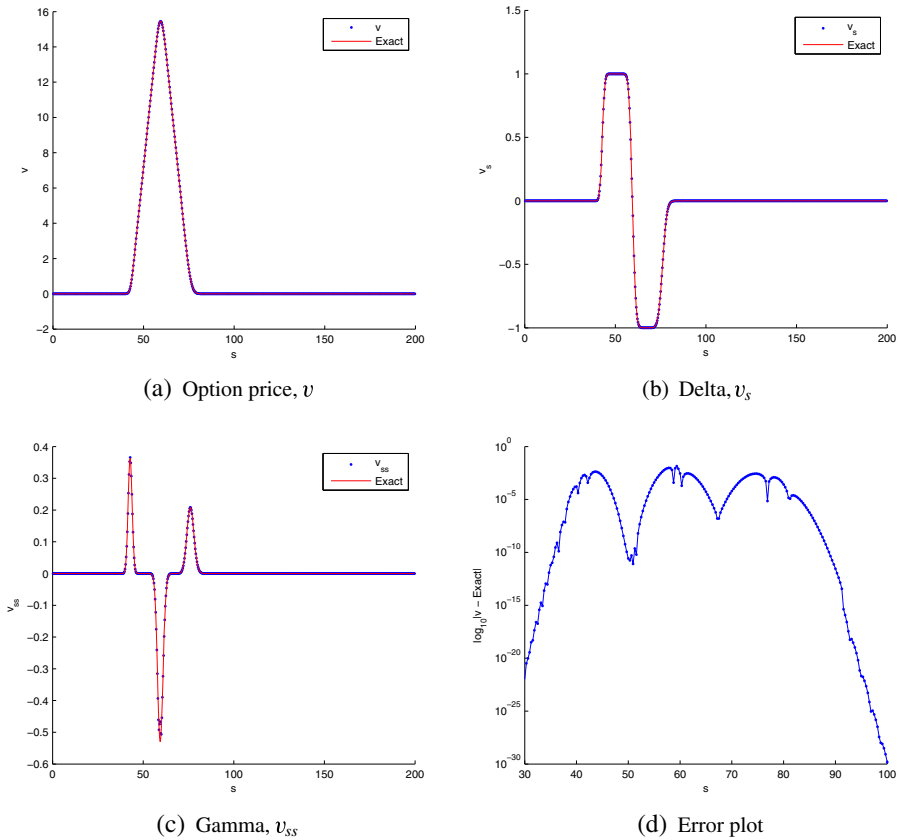 16
14
12
10
8
6
4
2
0
−2
0 50 100 150 200
v
s
v
Exact
(a) Option price, v
1.5
1
0.5
0
−0.5
−1
0 50 100 150 200
v_s
s
v_s
Exact
(b) Delta, v_s
0.4
0.3
0.2
0.1
0
−0.1
−0.2
−0.3
−0.4
−0.5
−0.6
0 50 100 150 200
v_ss
s
v_ss
Exact
(c) Gamma, v_ss
10^0
10^−5
10^−10
10^−15
10^−20
10^−25
10^−30
30 40 50 60 70 80 90 100
log_10|v − Exact|
s
(d) Error plot